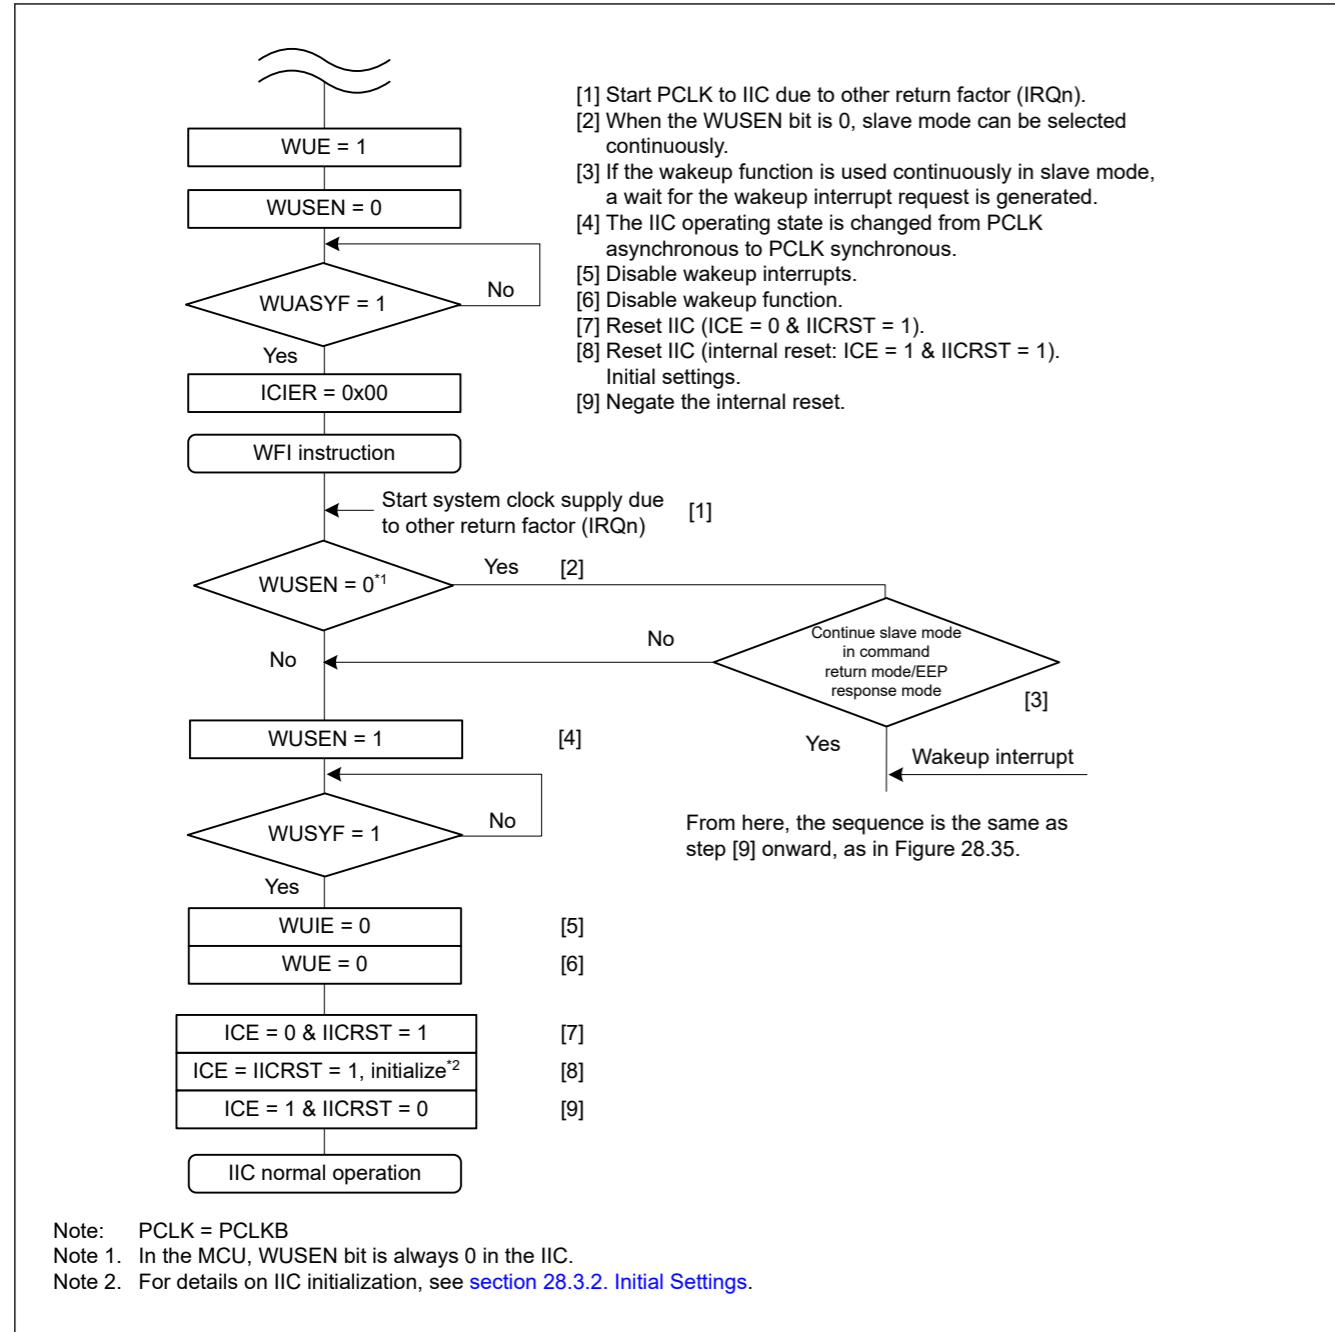 WUE = 1
WUSEN = 0
WUASYF = 1
No
Yes
ICIER = 0x00
WFI instruction
Start system clock supply due
to other return factor (IRQn)
[1]
[1] Start PCLK to IIC due to other return factor (IRQn).
[2] When the WUSEN bit is 0, slave mode can be selected
continuously.
[3] If the wakeup function is used continuously in slave mode,
a wait for the wakeup interrupt request is generated.
[4] The IIC operating state is changed from PCLK
asynchronous to PCLK synchronous.
[5] Disable wakeup interrupts.
[6] Disable wakeup function.
[7] Reset IIC (ICE = 0 & IICRST = 1).
[8] Reset IIC (internal reset: ICE = 1 & IICRST = 1).
Initial settings.
[9] Negate the internal reset.
WUSEN = 0*1
Yes
[2]
No
Continue slave mode
in command
return mode/EEP
response mode
[3]
No
Yes
Wakeup interrupt
From here, the sequence is the same as
step [9] onward, as in Figure 28.35.
WUSEN = 1
[4]
WUSYF = 1
No
Yes
WUIE = 0
[5]
WUE = 0
[6]
ICE = 0 & IICRST = 1
[7]
ICE = IICRST = 1, initialize*2
[8]
ICE = 1 & IICRST = 0
[9]
IIC normal operation
Note: PCLK = PCLKB
Note 1. In the MCU, WUSEN bit is always 0 in the IIC.
Note 2. For details on IIC initialization, see section 28.3.2. Initial Settings.